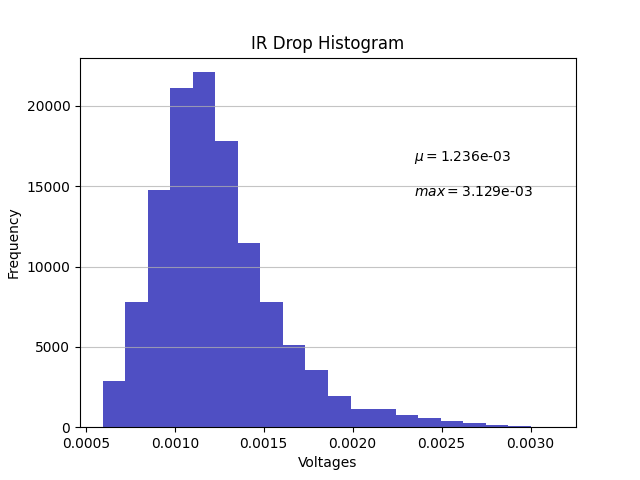 IR Drop Histogram
20000
15000
10000
5000
0
Frequency
μ = 1.236e-03
max = 3.129e-03
0.0005 0.0010 0.0015 0.0020 0.0025 0.0030
Voltages